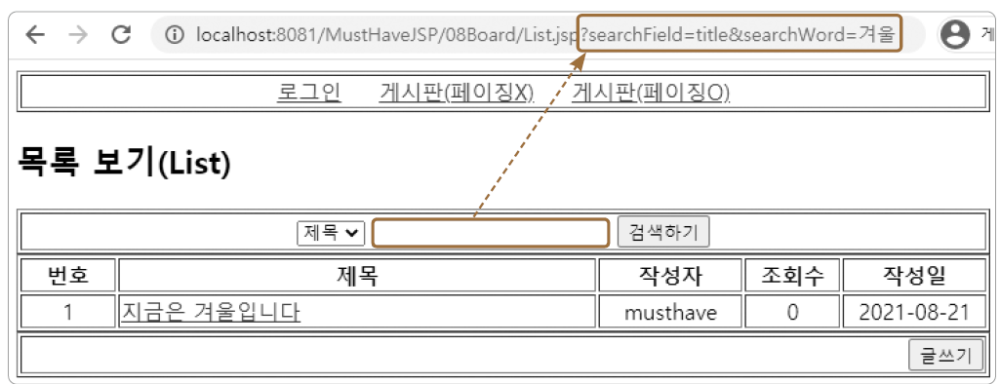 localhost:8081/MustHaveJSP/08Board/List.jsp?searchField=title&searchWord=겨울
로그인 게시판(페이징X) 게시판(페이징O)
목록 보기(List)
제목 검색하기
번호 제목 작성자 조회수 작성일
1 지금은 겨울입니다 musthave 0 2021-08-21
글쓰기